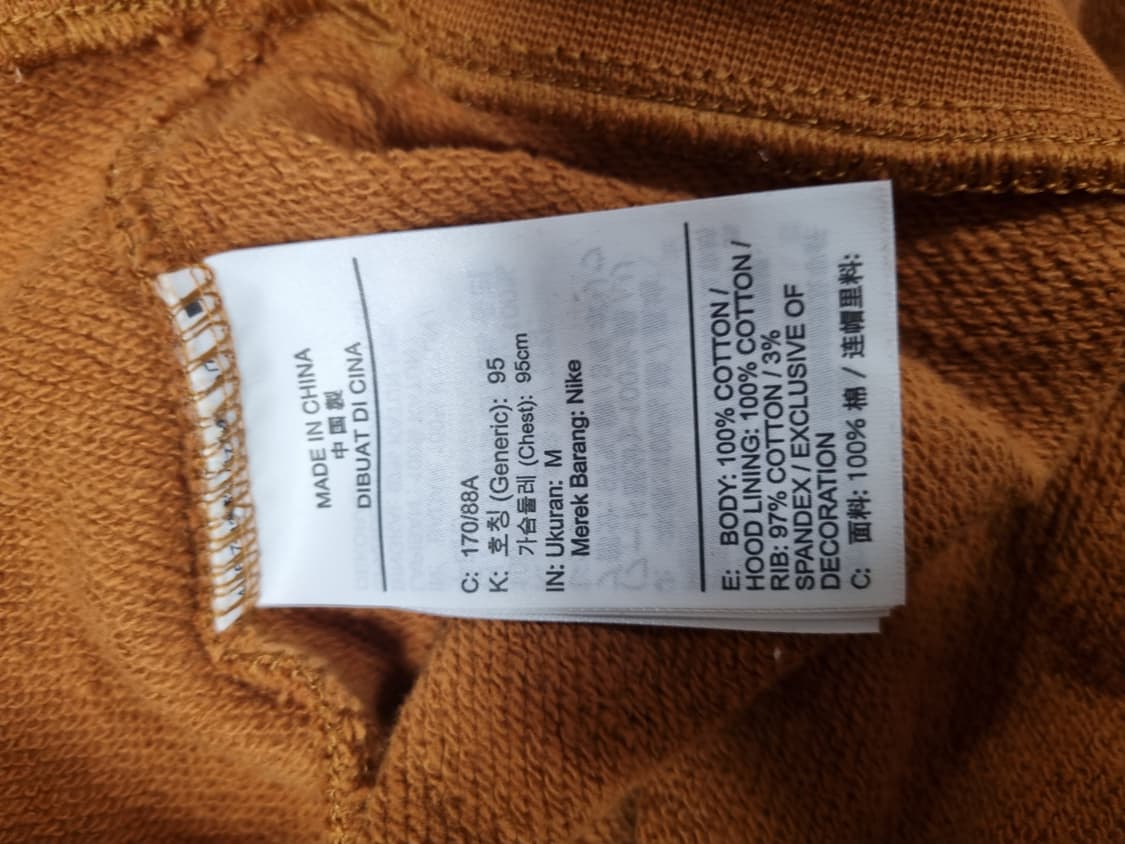 MADE IN CHINA
中国製
DIBUAT DI CINA
C: 170/88A
K: 호칭 (Generic): 95
가슴둘레 (Chest): 95cm
IN: Ukuran: M
Merek Barang: Nike
E: BODY: 100% COTTON /
HOOD LINING: 100% COTTON /
RIB: 97% COTTON / 3%
SPANDEX / EXCLUSIVE OF
DECORATION
C: 面料: 100% 棉 / 连帽里料: